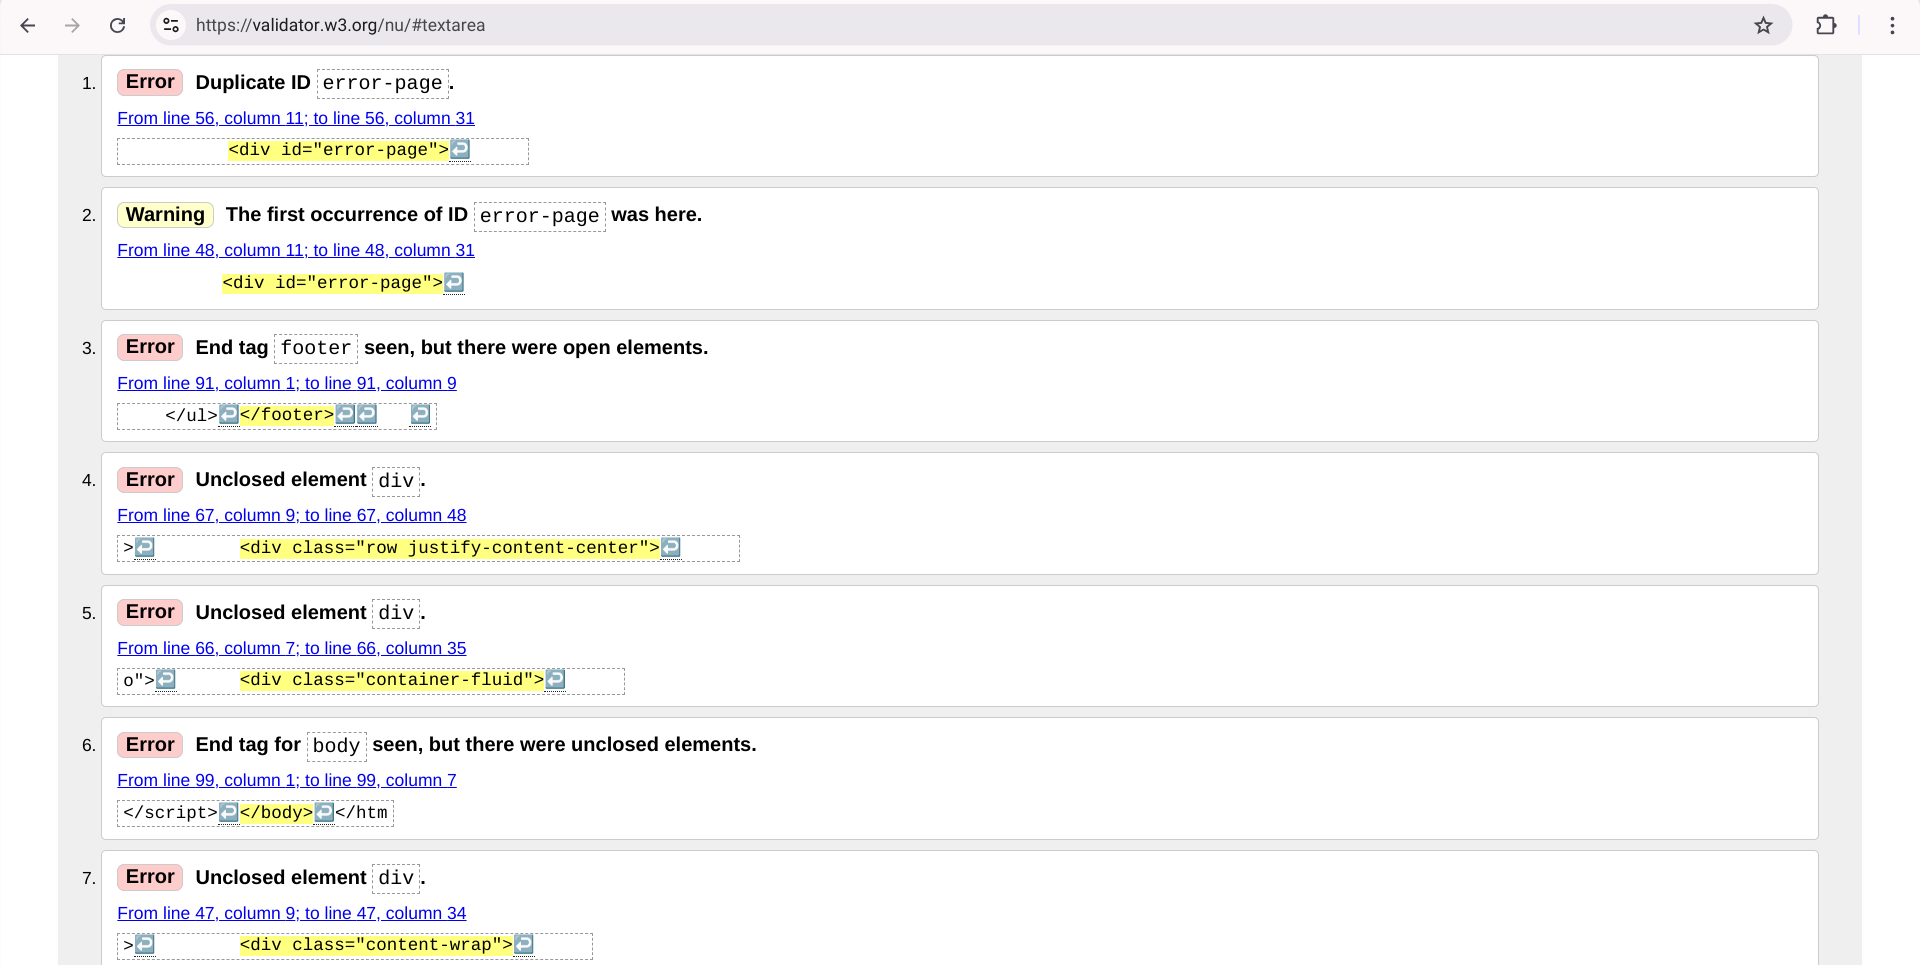 https://validator.w3.org/nu/#textarea
1. Error Duplicate ID error-page.
From line 56, column 11; to line 56, column 31
<div id="error-page">↩
2. Warning The first occurrence of ID error-page was here.
From line 48, column 11; to line 48, column 31
<div id="error-page">↩
3. Error End tag footer seen, but there were open elements.
From line 91, column 1; to line 91, column 9
</ul>↩</footer>↩↩ ↩
4. Error Unclosed element div.
From line 67, column 9; to line 67, column 48
>↩ <div class="row justify-content-center">↩
5. Error Unclosed element div.
From line 66, column 7; to line 66, column 35
o">↩ <div class="container-fluid">↩
6. Error End tag for body seen, but there were unclosed elements.
From line 99, column 1; to line 99, column 7
</script>↩</body>↩</htm
7. Error Unclosed element div.
From line 47, column 9; to line 47, column 34
>↩ <div class="content-wrap">↩